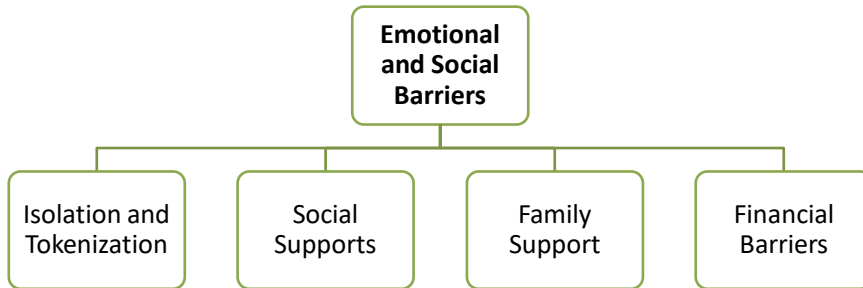 Emotional
and Social
Barriers
Isolation and
Tokenization
Social
Supports
Family
Support
Financial
Barriers